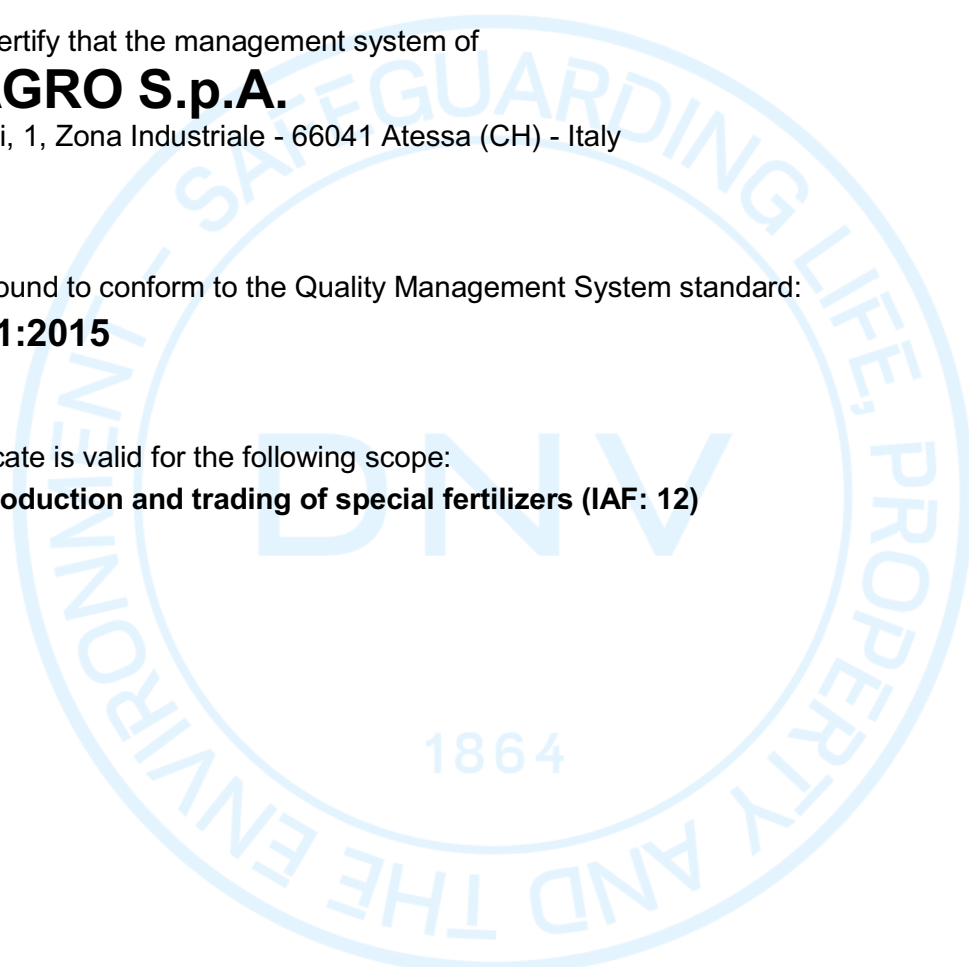 ertify that the management system of
AGRO S.p.A.
i, 1, Zona Industriale - 66041 Atessa (CH) - Italy
ound to conform to the Quality Management System standard:
1:2015
cate is valid for the following scope:
oduction and trading of special fertilizers (IAF: 12)
SAFEGUARDING LIFE, PROPERTY AND THE ENVIRONMENT –
DNV
1864